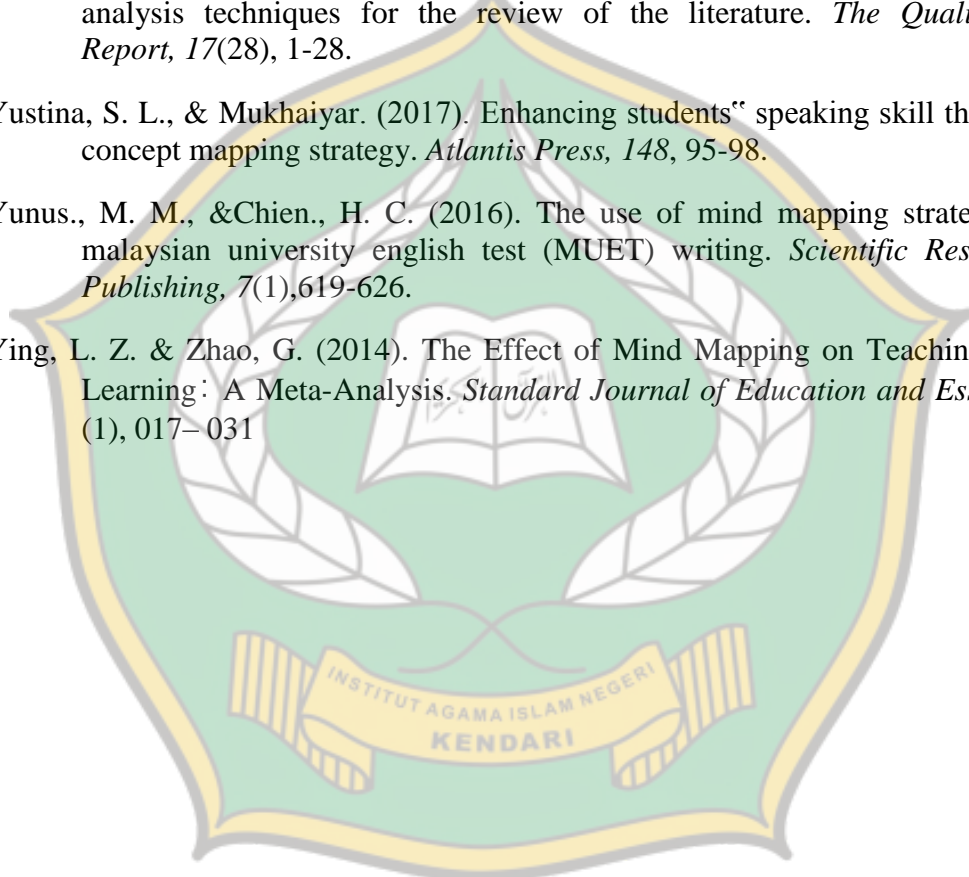 analysis techniques for the review of the literature. The Quali
Report, 17(28), 1-28.
Yustina, S. L., & Mukhaiyar. (2017). Enhancing students‟ speaking skill th
concept mapping strategy. Atlantis Press, 148, 95-98.
Yunus., M. M., &Chien., H. C. (2016). The use of mind mapping strate
malaysian university english test (MUET) writing. Scientific Res
Publishing, 7(1),619-626.
Ying, L. Z. & Zhao, G. (2014). The Effect of Mind Mapping on Teachin
Learning: A Meta-Analysis. Standard Journal of Education and Es
(1), 017– 031
INSTITUT AGAMA ISLAM NEGERI
KENDARI